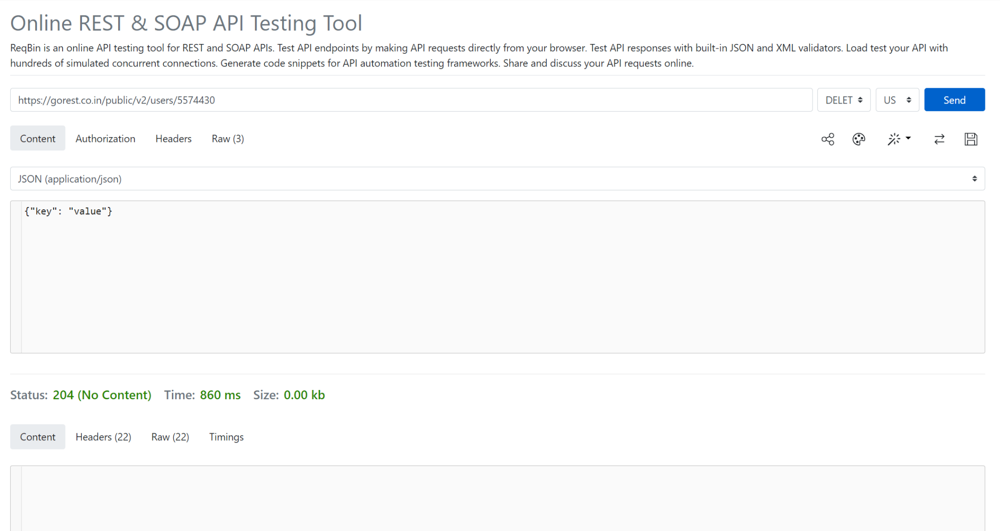 Online REST & SOAP API Testing Tool
ReqBin is an online API testing tool for REST and SOAP APIs. Test API endpoints by making API requests directly from your browser. Test API responses with built-in JSON and XML validators. Load test your API with
hundreds of simulated concurrent connections. Generate code snippets for API automation testing frameworks. Share and discuss your API requests online.
https://gorest.co.in/public/v2/users/5574430 DELET US Send
Content Authorization Headers Raw (3)
JSON (application/json)
{"key": "value"}
Status: 204 (No Content) Time: 860 ms Size: 0.00 kb
Content Headers (22) Raw (22) Timings